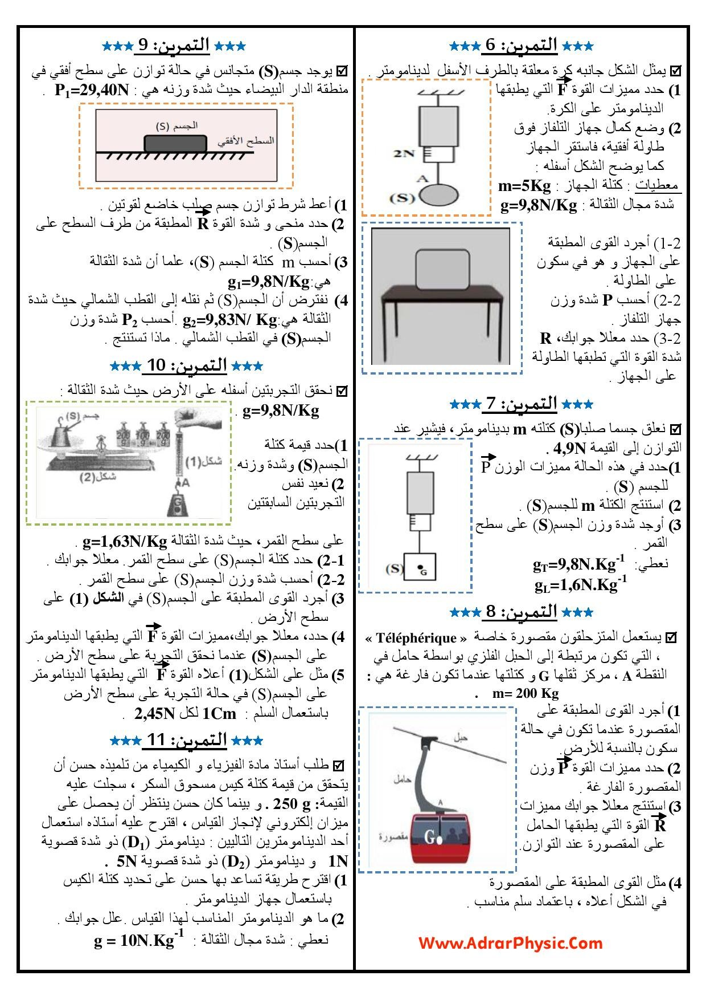 ★★★ التمرين: 6 ★★★
يمثل الشكل جانبه كرة معلقة بالطرف الأسفل لدينامومتر .
1) حدد مميزات القوة F التي يطبقها
الدينامومتر على الكرة.
2) وضع كمال جهاز التلفاز فوق
طاولة أفقية، فاستقر الجهاز
كما يوضح الشكل أسفله :
معطيات : كتلة الجهاز : m=5Kg
شدة مجال الثقالة : g=9,8N/Kg
2N
A
(S)
1-2) أجرد القوى المطبقة
على الجهاز و هو في سكون
على الطاولة .
2-2) أحسب P شدة وزن
جهاز التلفاز .
3-2) حدد معللا جوابك، R
شدة القوة التي تطبقها الطاولة
على الجهاز .
★★★ التمرين: 7 ★★★
نعلق جسما صلبا(S) كتلته m بدينامومتر، فيشير عند
التوازن إلى القيمة 4,9N .
1)حدد في هذه الحالة مميزات الوزن P
للجسم (S) .
2) استنتج الكتلة m للجسم(S) .
3) أوجد شدة وزن الجسم(S) على سطح
القمر .
نعطي: gT=9,8N.Kg-1
gL=1,6N.Kg-1
(S)
G
★★★ التمرين: 8 ★★★
يستعمل المتزحلقون مقصورة خاصة « Téléphérique »
، التي تكون مرتبطة إلى الحبل الفلزي بواسطة حامل في
النقطة A ، مركز ثقلها G و كتلتها عندما تكون فارغة هي :
m= 200 Kg .
1) أجرد القوى المطبقة على
المقصورة عندما تكون في حالة
سكون بالنسبة للأرض.
2) حدد مميزات القوة P وزن
المقصورة الفارغة .
3) استنتج معللا جوابك مميزات
R القوة التي يطبقها الحامل
على المقصورة عند التوازن.
حبل
حامل
A
مقصورة
G
4) مثل القوى المطبقة على المقصورة
في الشكل أعلاه ، باعتماد سلم مناسب .
Www.AdrarPhysic.Com
★★★ التمرين: 9 ★★★
يوجد جسم(S) متجانس في حالة توازن على سطح أفقي في
منطقة الدار البيضاء حيث شدة وزنه هي : P1=29,40N .
الجسم (S)
السطح الأفقي
1) أعط شرط توازن جسم صلب خاضع لقوتين .
2) حدد منحى و شدة القوة R المطبقة من طرف السطح على
الجسم(S) .
3) أحسب m كتلة الجسم (S)، علما أن شدة الثقالة
هي:g1=9,8N/Kg
4) نفترض أن الجسم(S) ثم نقله إلى القطب الشمالي حيث شدة
الثقالة هي:g2=9,83N/ Kg .أحسب P2 شدة وزن
الجسم(S) في القطب الشمالي . ماذا تستنتج .
★★★ التمرين: 10 ★★★
نحقق التجربتين أسفله على الأرض حيث شدة الثقالة :
g=9,8N/Kg .
جسم (S)
200 g
100 g
200 g
شكل(1)
شكل(2)
A
G
1)حدد قيمة كتلة
الجسم(S) وشدة وزنه.
2) نعيد نفس
التجربتين السابقتين
على سطح القمر، حيث شدة الثقالة g=1,63N/Kg .
2-1) حدد كتلة الجسم(S) على سطح القمر. معللا جوابك .
2-2) أحسب شدة وزن الجسم(S) على سطح القمر .
3) أجرد القوى المطبقة على الجسم(S) في الشكل (1) على
سطح الأرض .
4) حدد، معللا جوابك،مميزات القوة F التي يطبقها الدينامومتر
على الجسم(S) عندما نحقق التجربة على سطح الأرض .
5) مثل على الشكل(1) أعلاه القوة F التي يطبقها الدينامومتر
على الجسم(S) في حالة التجربة على سطح الأرض
باستعمال السلم : 1Cm لكل 2,45N .
★★★ التمرين: 11 ★★★
طلب أستاذ مادة الفيزياء و الكيمياء من تلميذه حسن أن
يتحقق من قيمة كتلة كيس مسحوق السكر ، سجلت عليه
القيمة: 250 g . و بينما كان حسن ينتظر أن يحصل على
ميزان إلكتروني لإنجاز القياس ، اقترح عليه أستاذه استعمال
أحد الدينامومترين التاليين : دينامومتر (D1) ذو شدة قصوية
1N و دينامومتر (D2) ذو شدة قصوية 5N .
1) اقترح طريقة تساعد بها حسن على تحديد كتلة الكيس
باستعمال جهاز الدينامومتر .
2) ما هو الدينامومتر المناسب لهذا القياس .علل جوابك .
نعطي : شدة مجال الثقالة : g = 10N.Kg-1